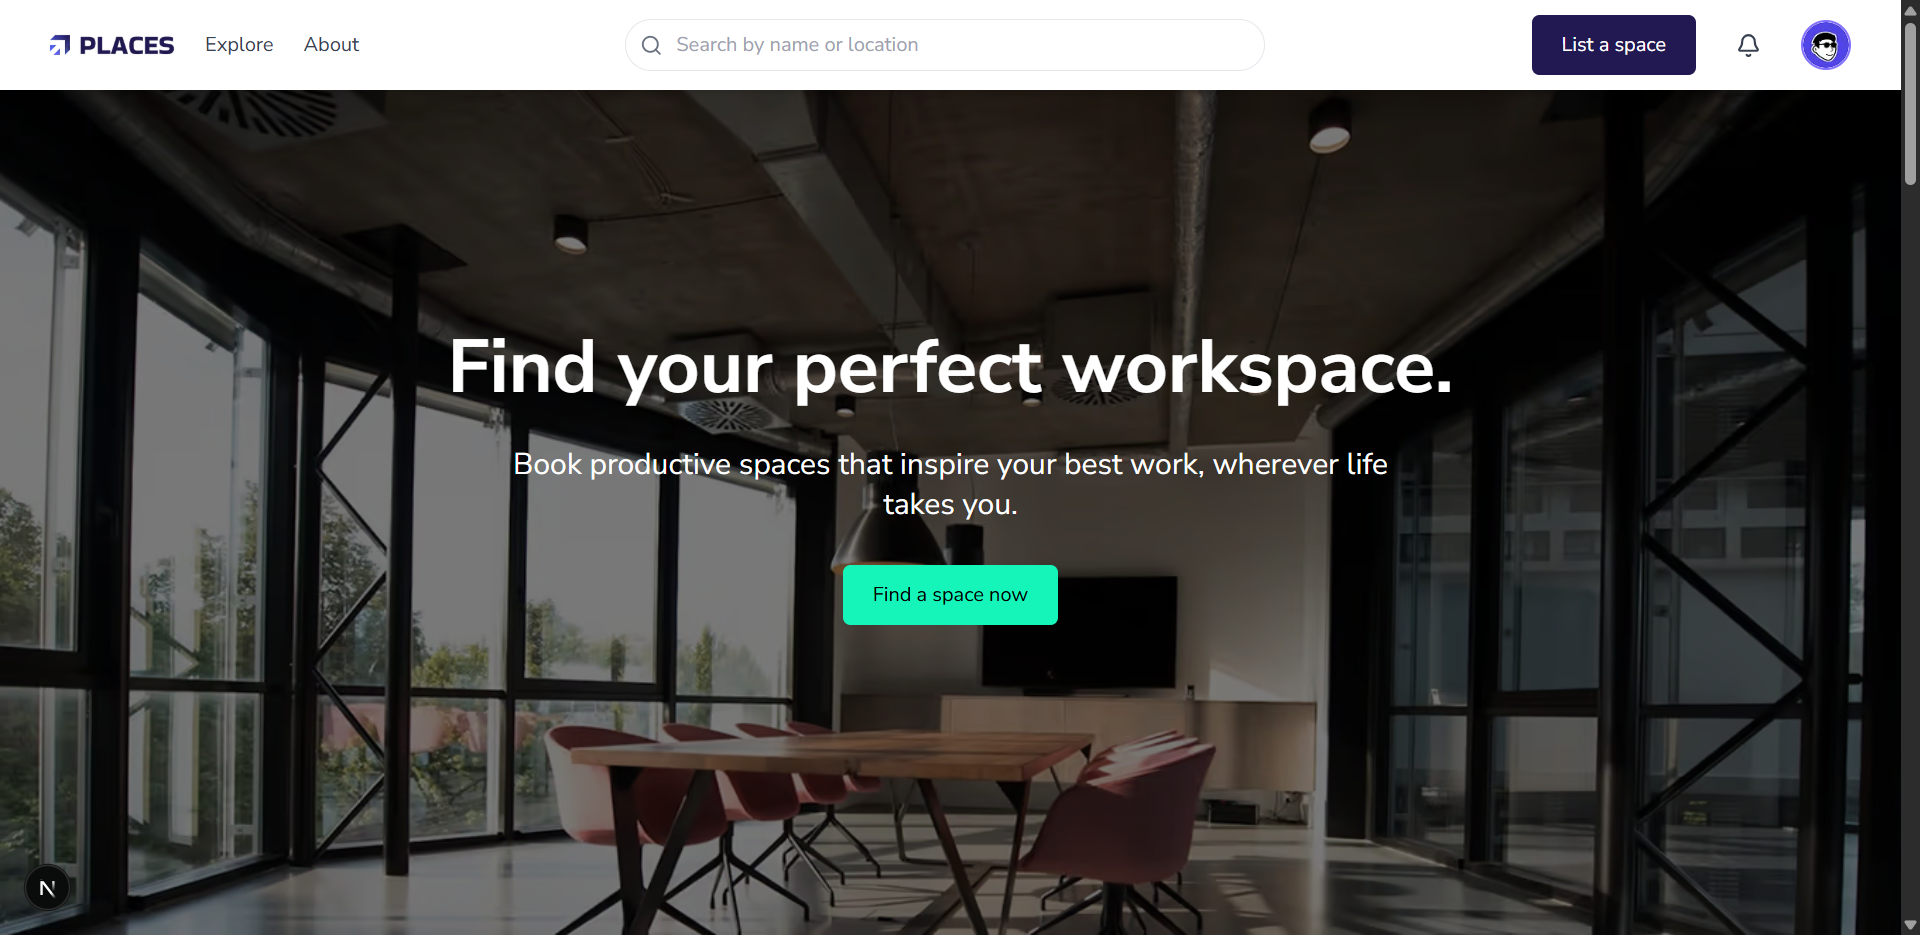 PLACES
Explore
About
Search by name or location
List a space
Find your perfect workspace.
Book productive spaces that inspire your best work, wherever life
takes you.
Find a space now
N